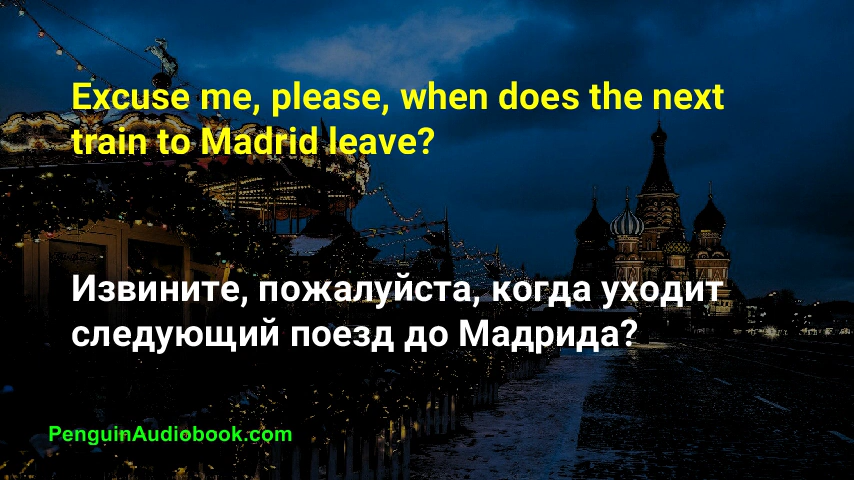 Excuse me, please, when does the next
train to Madrid leave?
Извините, пожалуйста, когда уходит
следующий поезд до Мадрида?
PenguinAudiobook.com